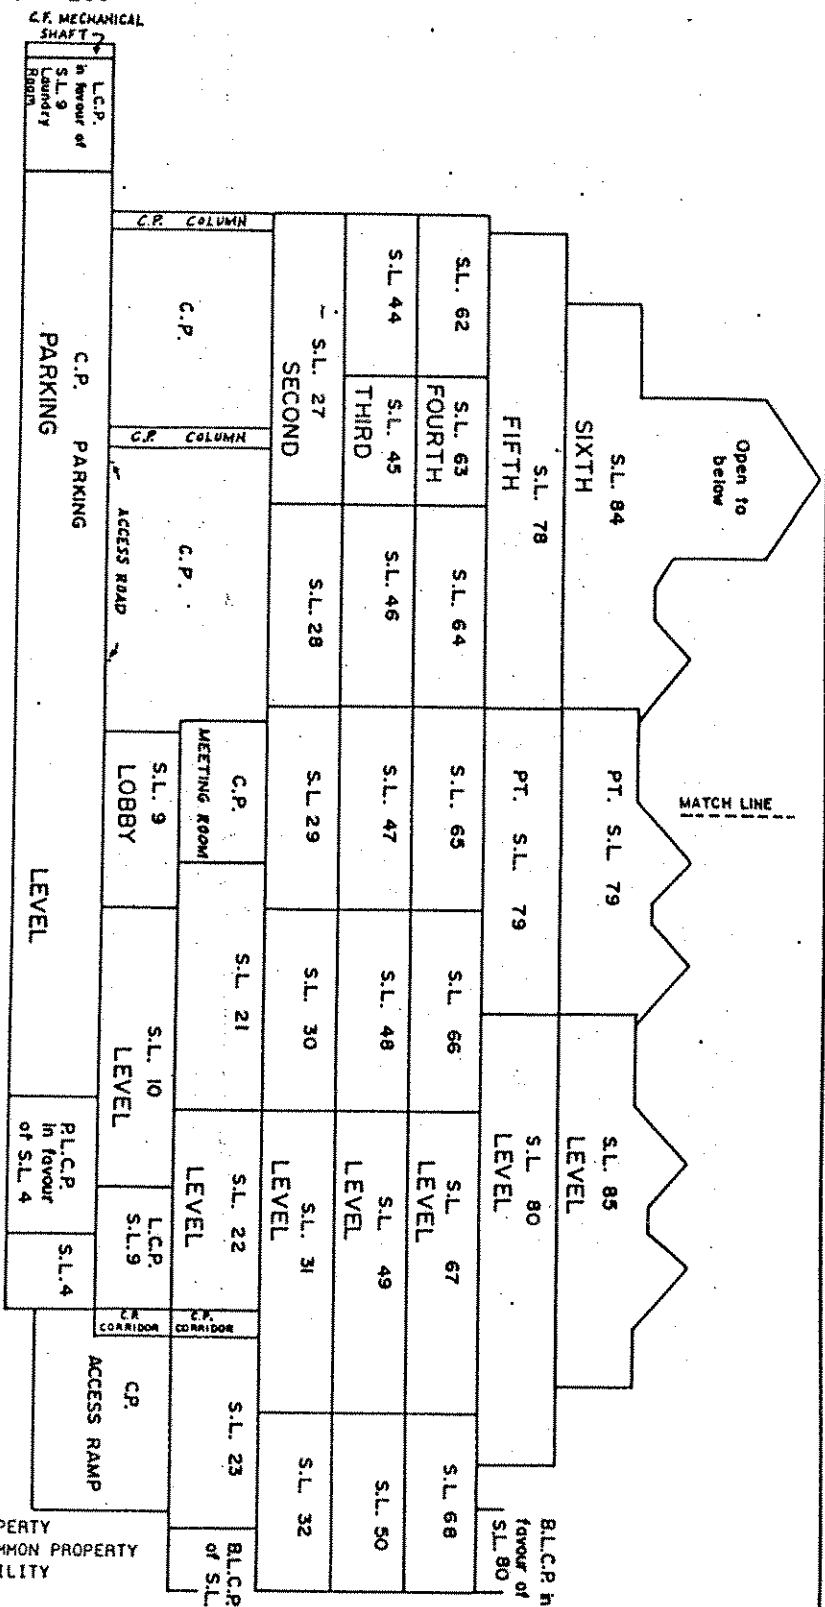 C.F. MECHANICAL
SHAFT
L.C.P.
in favour of
S.L. 9
Laundry
Room
C.P. PARKING
PARKING
LEVEL
P.L.C.P.
in favour
of S.L. 4
S.L. 4
C.P. COLUMN
C.P.
C.P. COLUMN
C.P.
ACCESS ROAD
S.L. 9
LOBBY
S.L. 10
LEVEL
L.C.P.
S.L. 9
C.P.
CORRIDOR
C.P.
ACCESS RAMP
C.P.
MEETING ROOM
S.L. 21
S.L. 22
LEVEL
C.P.
CORRIDOR
S.L. 23
B.L.C.P.
of S.L.
S.L. 27
SECOND
S.L. 28
S.L. 29
S.L. 30
S.L. 31
LEVEL
S.L. 32
S.L. 44
S.L. 45
THIRD
S.L. 46
S.L. 47
S.L. 48
S.L. 49
LEVEL
S.L. 50
S.L. 62
S.L. 63
FOURTH
S.L. 64
S.L. 65
S.L. 66
S.L. 67
LEVEL
S.L. 68
S.L. 78
FIFTH
PT. S.L. 79
S.L. 80
LEVEL
B.L.C.P. in
favour of
S.L. 80
S.L. 84
SIXTH
PT. S.L. 79
S.L. 85
LEVEL
Open to
below
MATCH LINE
PERTY
MMON PROPERTY
ILITY